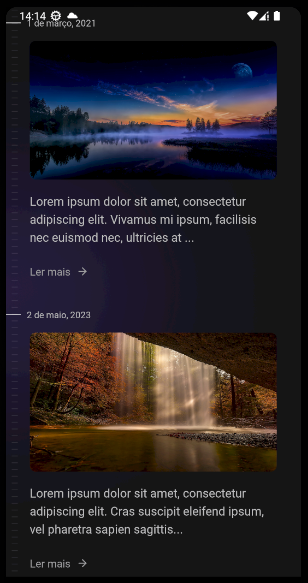 14:14
1 de março, 2021
Lorem ipsum dolor sit amet, consectetur
adipiscing elit. Vivamus mi ipsum, facilisis
nec euismod nec, ultricies at ...
Ler mais
2 de maio, 2023
Lorem ipsum dolor sit amet, consectetur
adipiscing elit. Cras suscipit eleifend ipsum,
vel pharetra sapien sagittis...
Ler mais